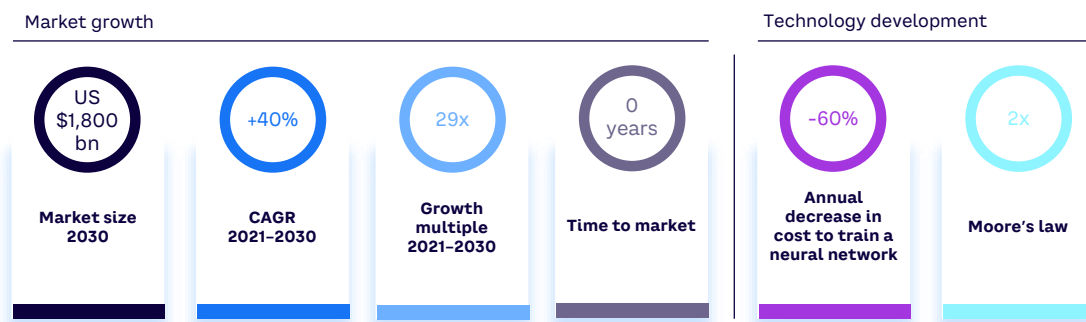 Market growth
Technology development
US
$1,800
bn
+40%
29x
0
years
-60%
2x
Market size
2030
CAGR
2021–2030
Growth
multiple
2021–2030
Time to market
Annual
decrease in
cost to train a
neural network
Moore’s law